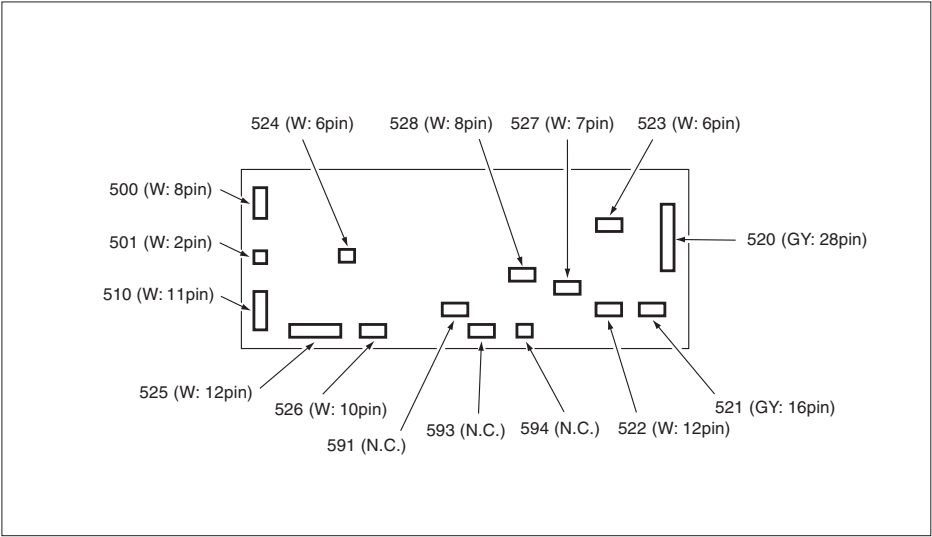 524 (W: 6pin) 528 (W: 8pin) 527 (W: 7pin) 523 (W: 6pin)
500 (W: 8pin)
501 (W: 2pin)
520 (GY: 28pin)
510 (W: 11pin)
525 (W: 12pin)
526 (W: 10pin)
521 (GY: 16pin)
591 (N.C.)
593 (N.C.)
594 (N.C.)
522 (W: 12pin)